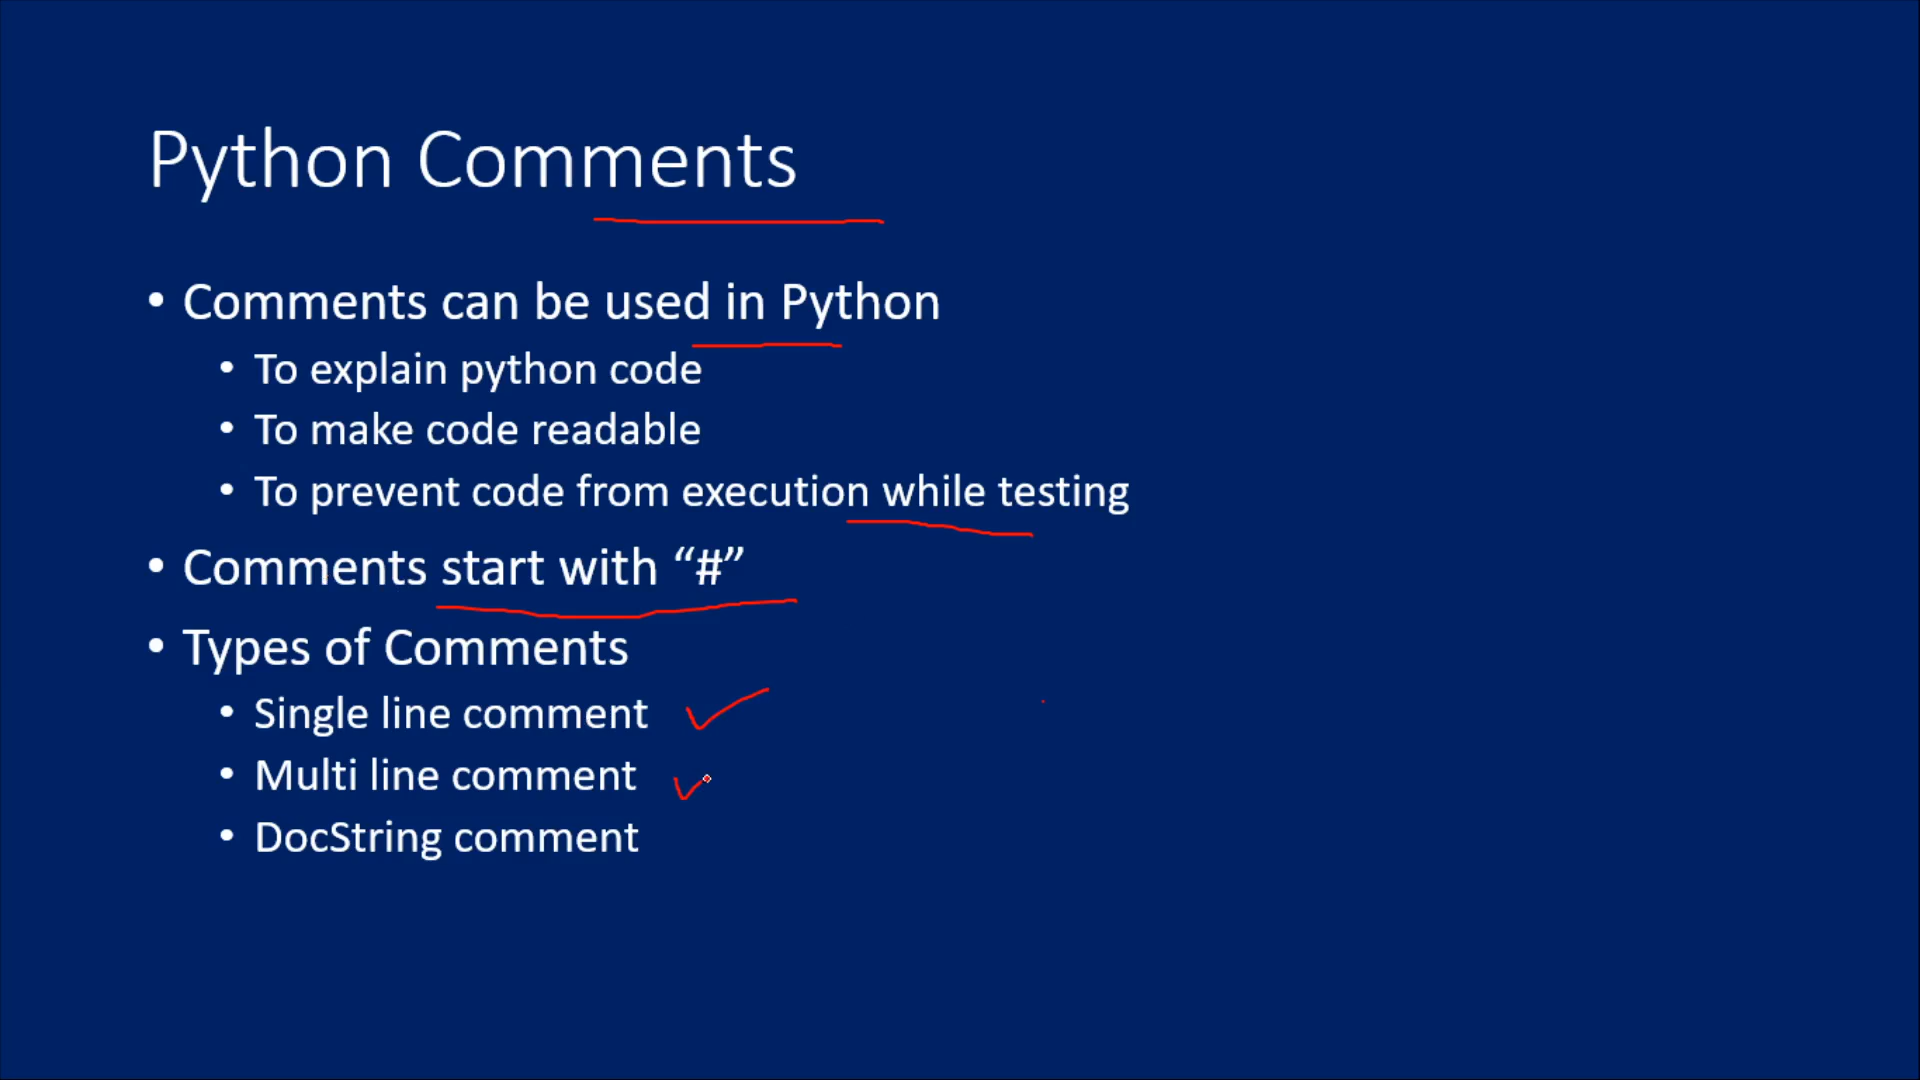 Python Comments
• Comments can be used in Python
• To explain python code
• To make code readable
• To prevent code from execution while testing
• Comments start with “#”
• Types of Comments
• Single line comment
• Multi line comment
• DocString comment